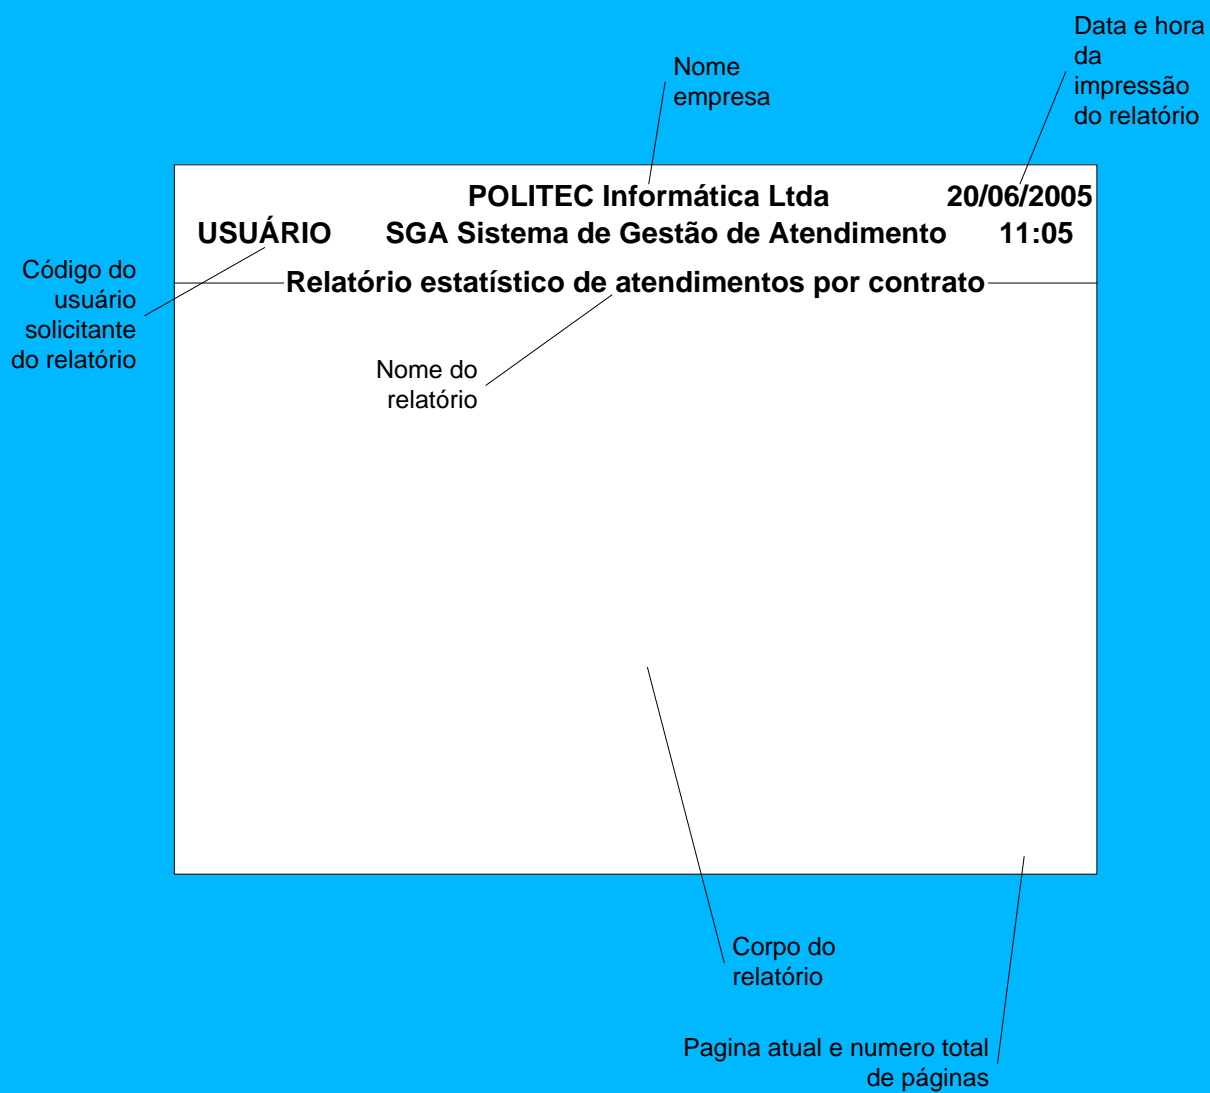 Data e hora
da
impressão
do relatório
Nome
empresa
POLITEC Informática Ltda
20/06/2005
USUÁRIO
SGA Sistema de Gestão de Atendimento
11:05
Relatório estatístico de atendimentos por contrato
Código do
usuário
solicitante
do relatório
Nome do
relatório
Corpo do
relatório
Pagina atual e numero total
de páginas